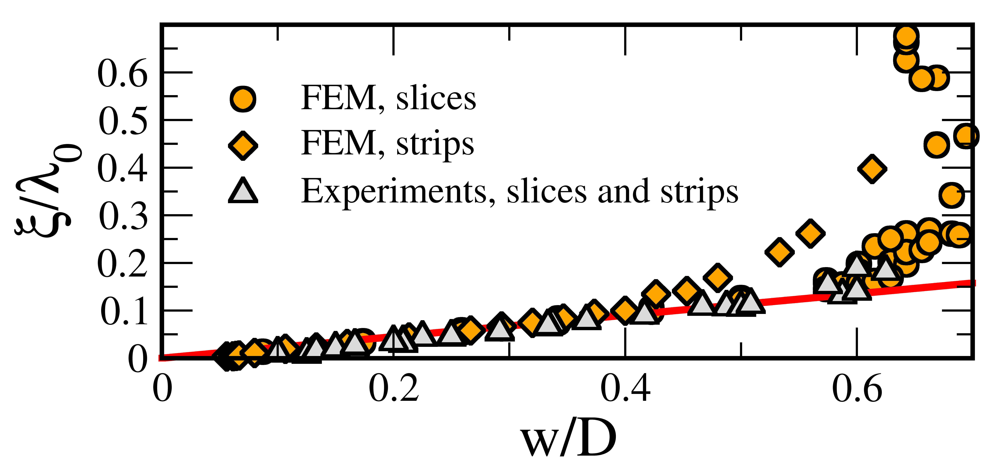 0.6
0.5
0.4
0.3
0.2
0.1
0
ξ/λ₀
FEM, slices
FEM, strips
Experiments, slices and strips
0 0.2 0.4 0.6
w/D